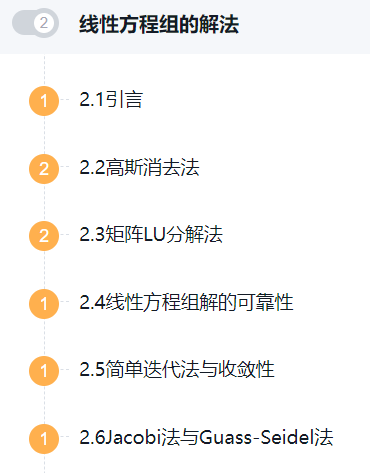 2 线性方程组的解法
1 2.1引言
2 2.2高斯消去法
2 2.3矩阵LU分解法
1 2.4线性方程组解的可靠性
1 2.5简单迭代法与收敛性
1 2.6Jacobi法与Guass-Seidel法